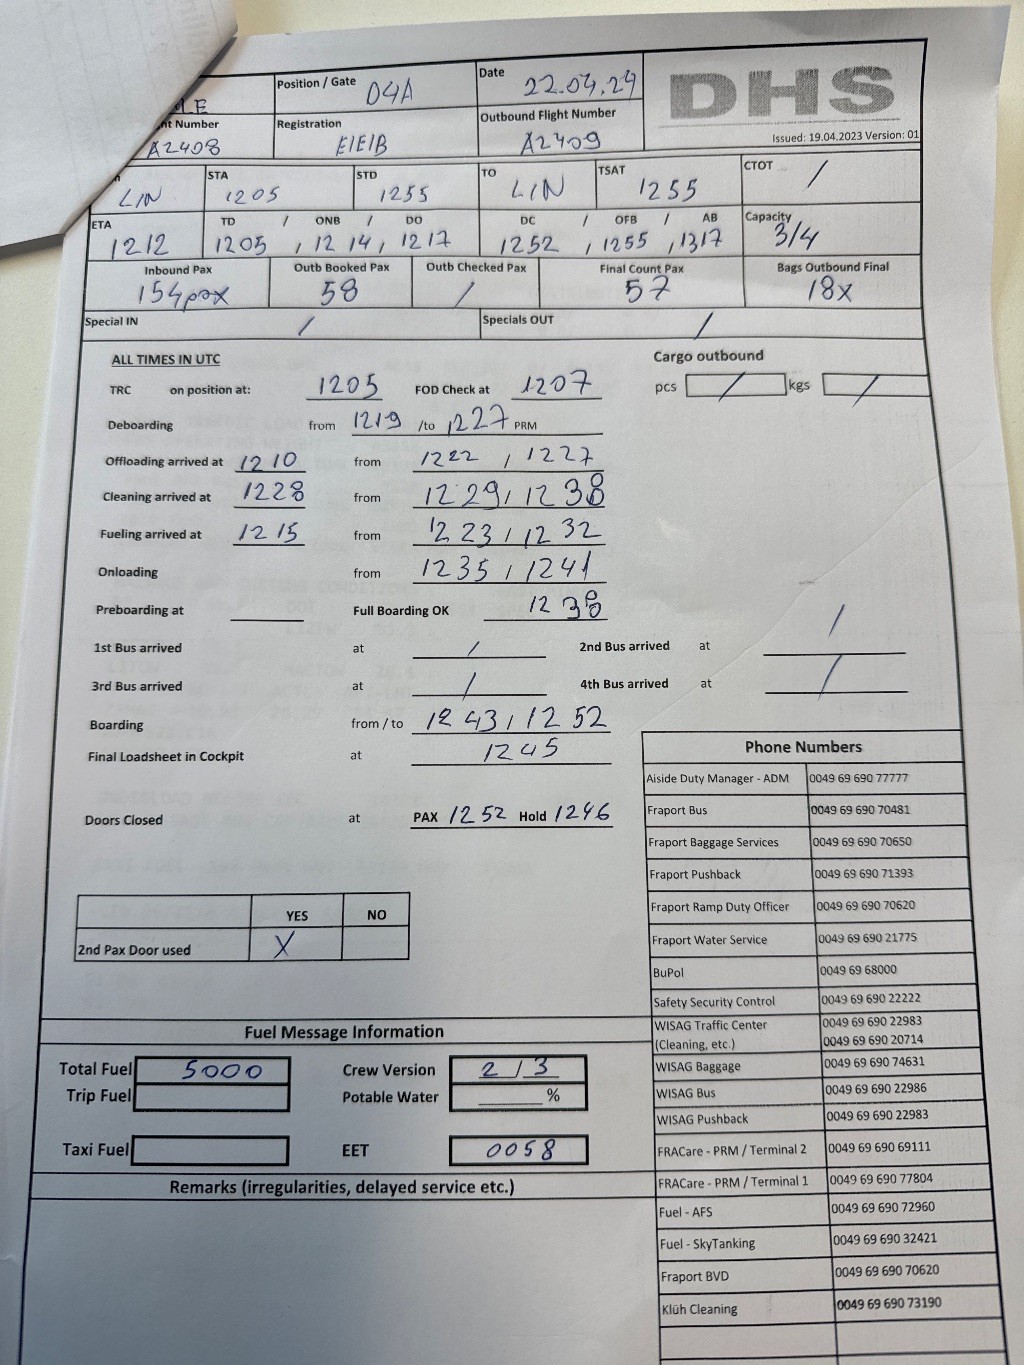 Position / Gate D4A
Date 22.04.24
DHS
Number
A2408
Registration
EIEIB
Outbound Flight Number
A2409
Issued: 19.04.2023 Version: 01
LIN
STA
1205
STD
1255
TO
LIN
TSAT
1255
CTOT /
ETA
1212
TD / ONB / DO
1205 , 12 14 , 1217
DC / OFB / AB
1252 , 1255 , 1317
Capacity
3/4
Inbound Pax
154pax
Outb Booked Pax
58
Outb Checked Pax
/
Final Count Pax
57
Bags Outbound Final
18x
Special IN /
Specials OUT /
ALL TIMES IN UTC
Cargo outbound
TRC on position at: 1205 FOD Check at 1207
pcs / kgs /
Deboarding from 1219 /to 1227 PRM
Offloading arrived at 1210 from 1222 , 1227
Cleaning arrived at 1228 from 1229, 1238
Fueling arrived at 1215 from 1223 , 1232
Onloading from 1235 , 1241
Preboarding at Full Boarding OK 1238
1st Bus arrived at / 2nd Bus arrived at /
3rd Bus arrived at / 4th Bus arrived at /
Boarding from / to 1243 , 1252
Final Loadsheet in Cockpit at 1245
Doors Closed at PAX 1252 Hold 1246
YES NO
2nd Pax Door used X
Fuel Message Information
Total Fuel 5000 Crew Version 2 / 3
Trip Fuel Potable Water %
Taxi Fuel EET 0058
Remarks (irregularities, delayed service etc.)
Phone Numbers
Aiside Duty Manager - ADM 0049 69 690 77777
Fraport Bus 0049 69 690 70481
Fraport Baggage Services 0049 69 690 70650
Fraport Pushback 0049 69 690 71393
Fraport Ramp Duty Officer 0049 69 690 70620
Fraport Water Service 0049 69 690 21775
BuPol 0049 69 68000
Safety Security Control 0049 69 690 22222
WISAG Traffic Center 0049 69 690 22983
(Cleaning, etc.) 0049 69 690 20714
WISAG Baggage 0049 69 690 74631
WISAG Bus 0049 69 690 22986
WISAG Pushback 0049 69 690 22983
FRACare - PRM / Terminal 2 0049 69 690 69111
FRACare - PRM / Terminal 1 0049 69 690 77804
Fuel - AFS 0049 69 690 72960
Fuel - SkyTanking 0049 69 690 32421
Fraport BVD 0049 69 690 70620
Klüh Cleaning 0049 69 690 73190